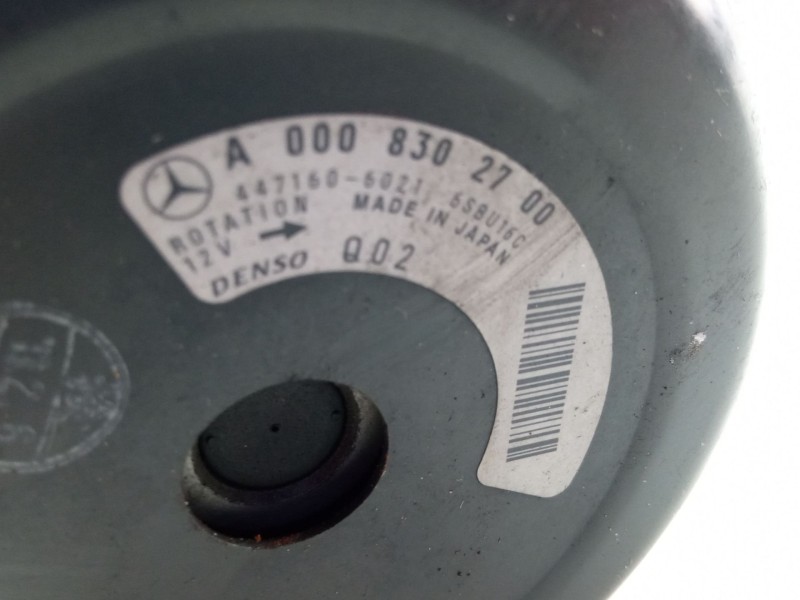 A 000 830 27 00
447160-6021 6SBU16C
ROTATION MADE IN JAPAN
12V
DENSO Q02